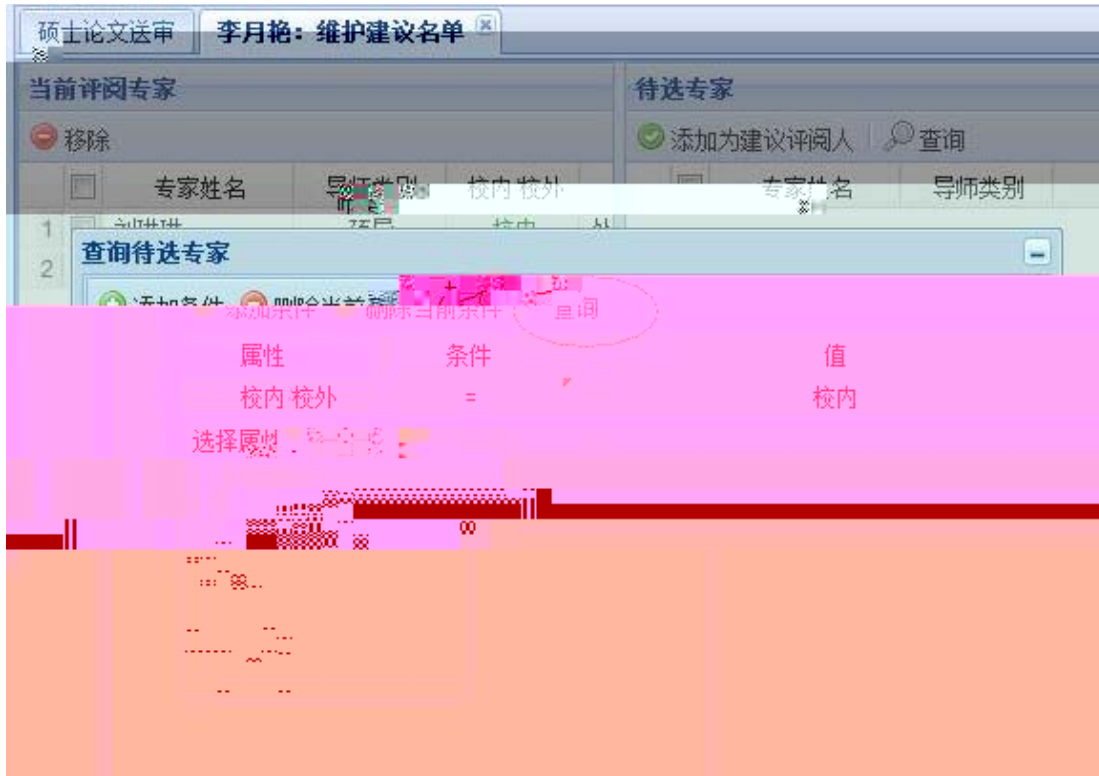 硕士论文送审 李月艳：维护建议名单
当前评阅专家 待选专家
移除 添加为建议评阅人 查询
专家姓名 导师类别 校内 校外 专家姓名 导师类别
1 校内 外
2 查询待选专家
添加条件 删除当前条件 查询
属性 条件 值
校内 校外 = 校内
选择属性